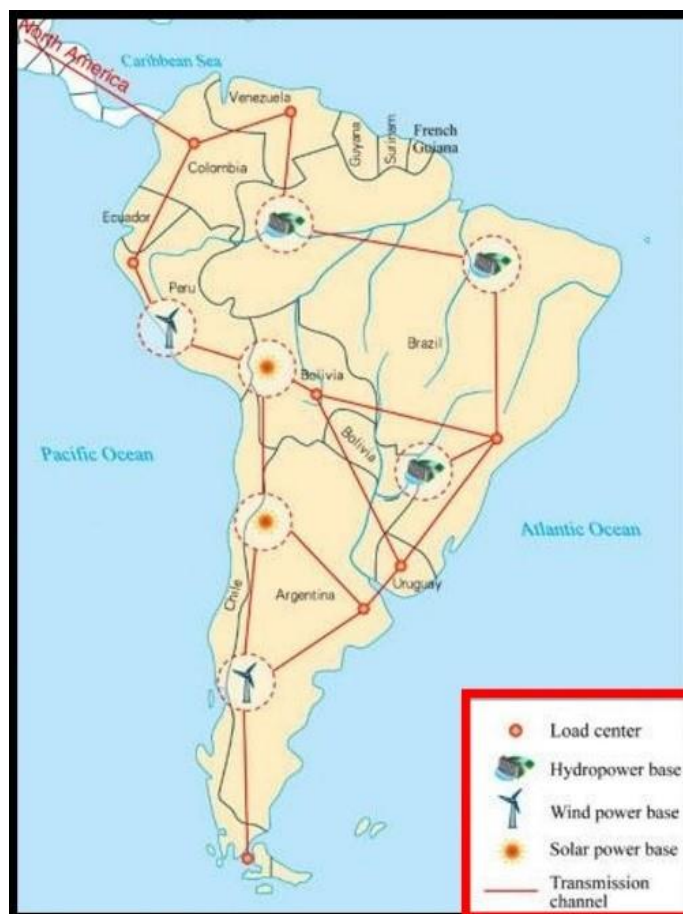 North America
Caribbean Sea
Venezuela
Guyana
Surinam
French
Guiana
Colombia
Ecuador
Peru
Brazil
Bolivia
Bolivia
Pacific Ocean
Atlantic Ocean
Chile
Argentina
Uruguay
Load center
Hydropower base
Wind power base
Solar power base
Transmission
channel